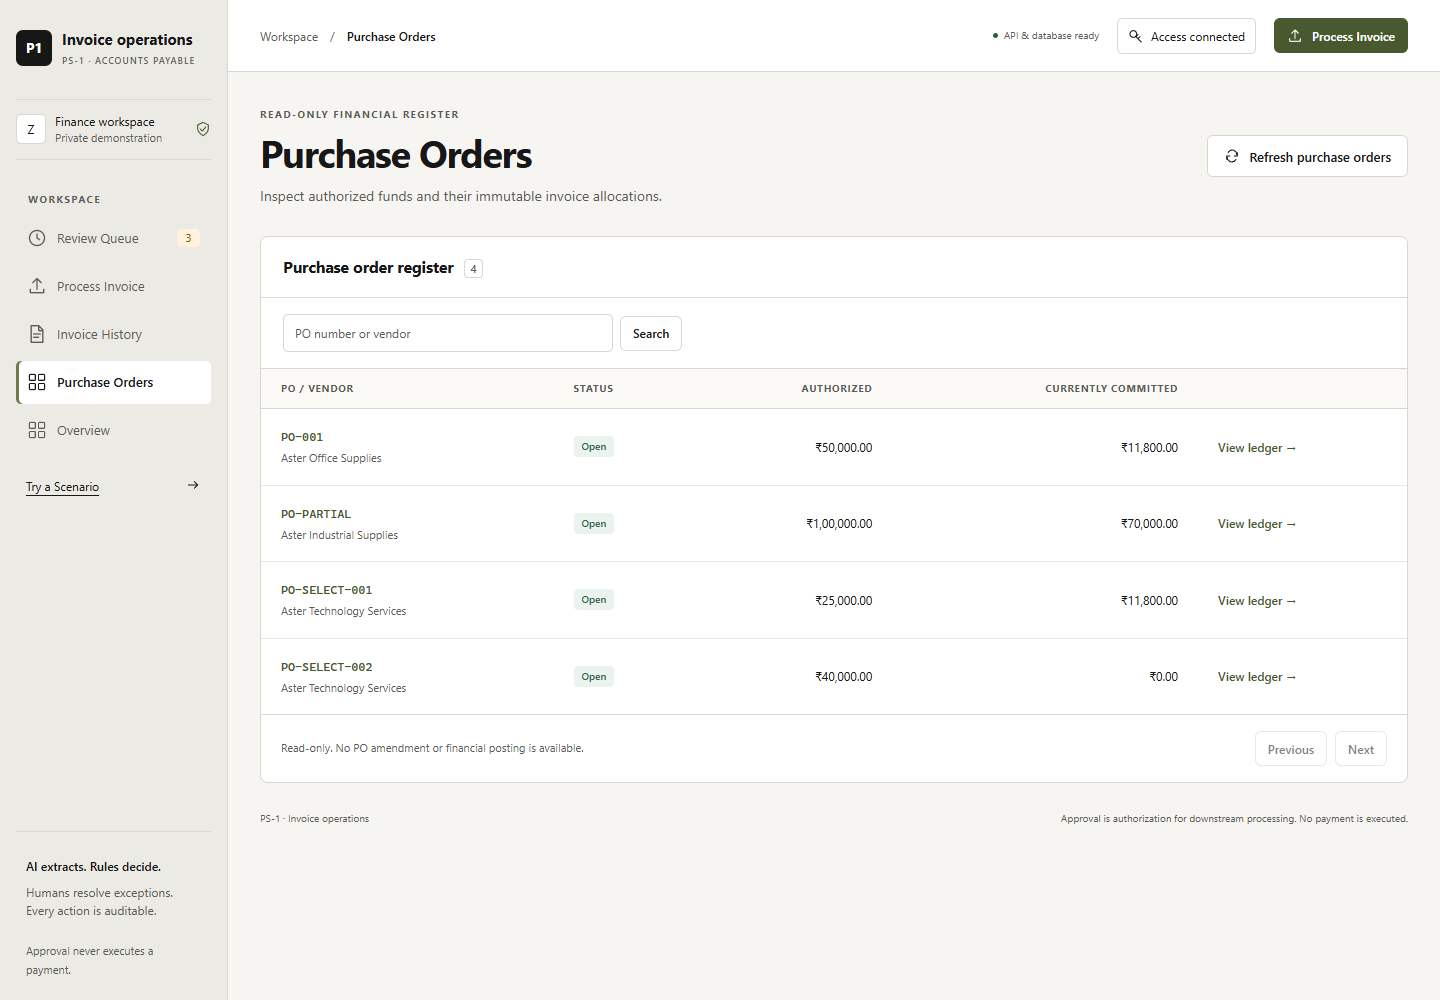 P1
Invoice operations
PS-1 · ACCOUNTS PAYABLE
Z
Finance workspace
Private demonstration
WORKSPACE
Review Queue 3
Process Invoice
Invoice History
Purchase Orders
Overview
Try a Scenario →
AI extracts. Rules decide.
Humans resolve exceptions.
Every action is auditable.
Approval never executes a
payment.
Workspace / Purchase Orders
API & database ready
Access connected
Process Invoice
READ-ONLY FINANCIAL REGISTER
Purchase Orders
Inspect authorized funds and their immutable invoice allocations.
Refresh purchase orders
Purchase order register 4
PO number or vendor
Search
PO / VENDOR STATUS AUTHORIZED CURRENTLY COMMITTED
PO-001
Aster Office Supplies
Open ₹50,000.00 ₹11,800.00 View ledger →
PO-PARTIAL
Aster Industrial Supplies
Open ₹1,00,000.00 ₹70,000.00 View ledger →
PO-SELECT-001
Aster Technology Services
Open ₹25,000.00 ₹11,800.00 View ledger →
PO-SELECT-002
Aster Technology Services
Open ₹40,000.00 ₹0.00 View ledger →
Read-only. No PO amendment or financial posting is available.
Previous Next
PS-1 · Invoice operations
Approval is authorization for downstream processing. No payment is executed.